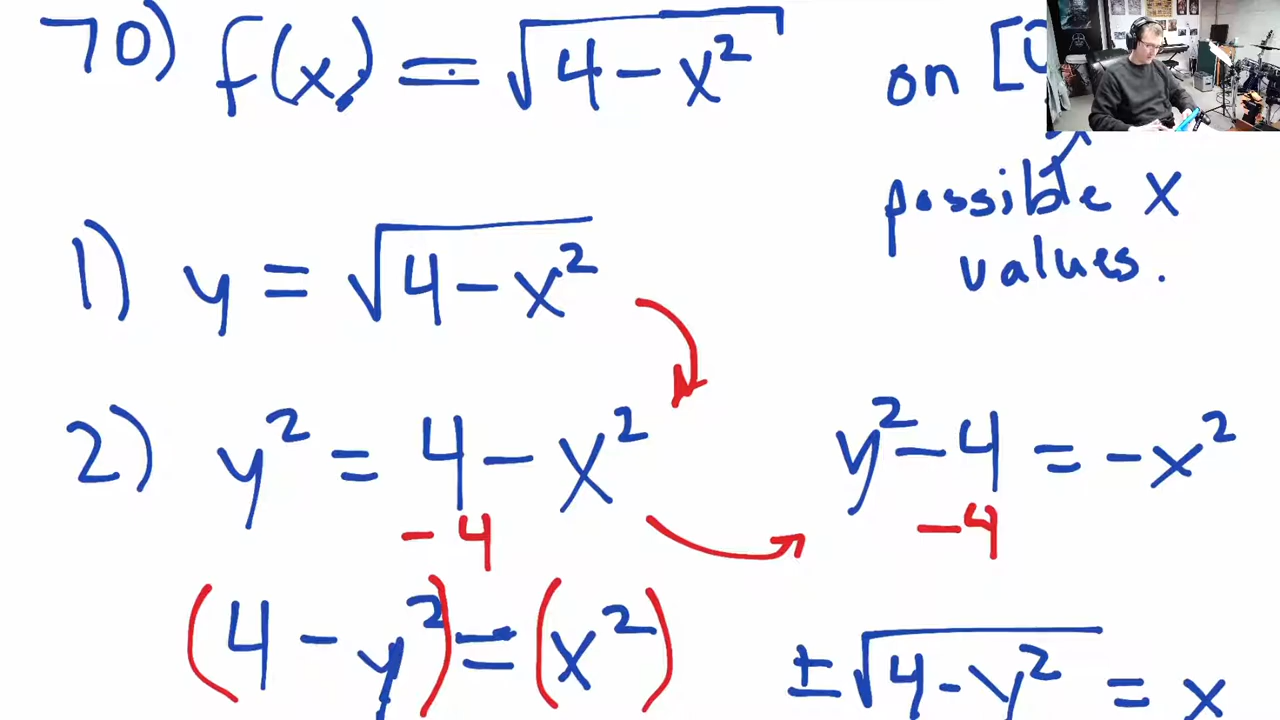 70) f(x) = √4 - x² on [0
possible x
values.
1) y = √4 - x²
2) y² = 4 - x² y² - 4 = - x²
- 4 - 4
(4 - y²) = (x²) ± √4 - y² = x